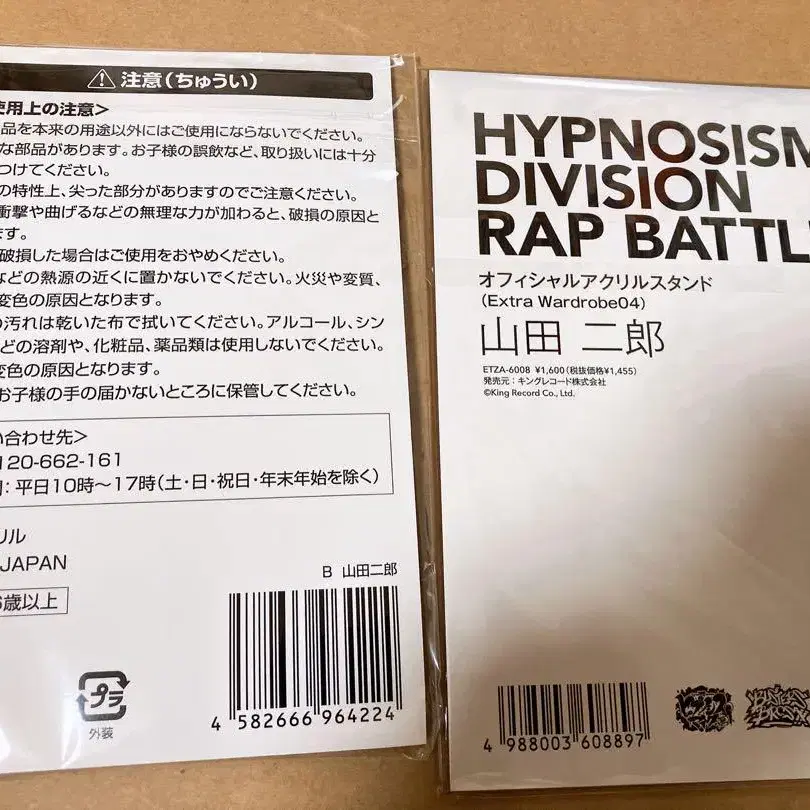 注意(ちゅうい)
使用上の注意>
品を本来の用途以外にはご使用にならないでください。
な部品があります。お子様の誤飲など、取り扱いには十分
つけてください。
の特性上、尖った部分がありますのでご注意ください。
衝撃や曲げるなどの無理な力が加わると、破損の原因と
ます。
破損した場合はご使用をおやめください。
などの熱源の近くに置かないでください。火災や変質、
変色の原因となります。
の汚れは乾いた布で拭いてください。アルコール、シン
どの溶剤や、化粧品、薬品類は使用しないでください。
変色の原因となります。
お子様の手の届かないところに保管してください。
い合わせ先>
120-662-161
: 平日10時~17時(土・日・祝日・年末年始を除く)
リル
JAPAN
B 山田二郎
歳以上
プラ
外装
4 582666 964224
HYPNOSISM
DIVISION
RAP BATTL
オフィシャルアクリルスタンド
(Extra Wardrobe04)
山田 二郎
ETZA-6008 ¥1,600(税抜価格¥1,455)
発売元:キングレコード株式会社
©King Record Co., Ltd.
4 988003 608897